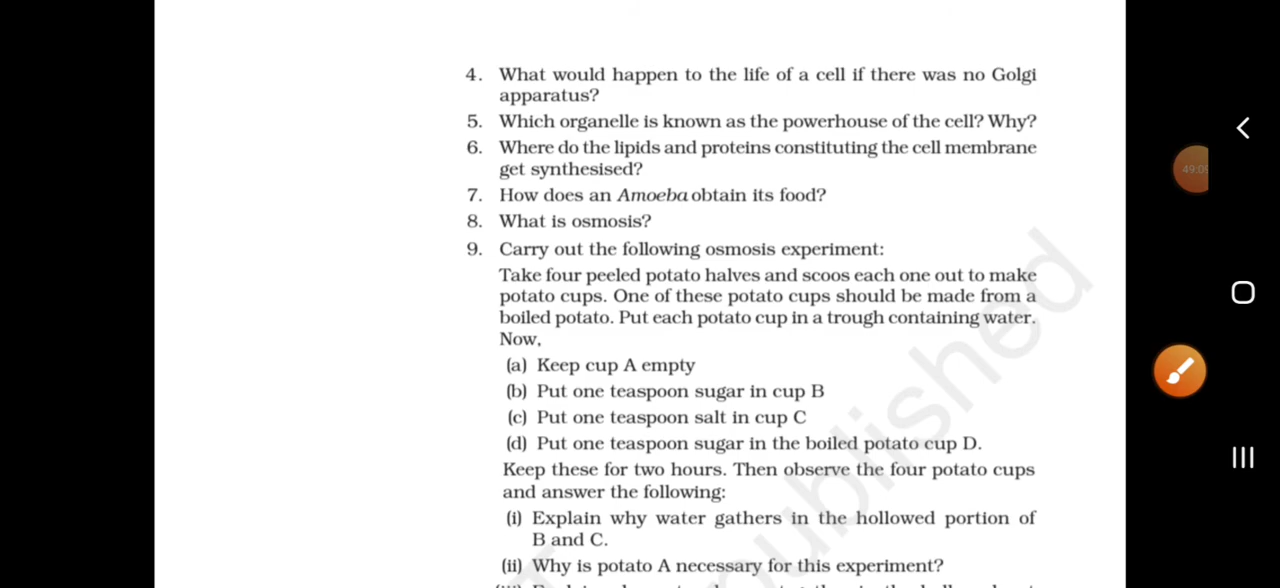 4. What would happen to the life of a cell if there was no Golgi
apparatus?
5. Which organelle is known as the powerhouse of the cell? Why?
6. Where do the lipids and proteins constituting the cell membrane
get synthesised?
7. How does an Amoeba obtain its food?
8. What is osmosis?
9. Carry out the following osmosis experiment:
Take four peeled potato halves and scoos each one out to make
potato cups. One of these potato cups should be made from a
boiled potato. Put each potato cup in a trough containing water.
Now,
(a) Keep cup A empty
(b) Put one teaspoon sugar in cup B
(c) Put one teaspoon salt in cup C
(d) Put one teaspoon sugar in the boiled potato cup D.
Keep these for two hours. Then observe the four potato cups
and answer the following:
(i) Explain why water gathers in the hollowed portion of
B and C.
(ii) Why is potato A necessary for this experiment?
49:09